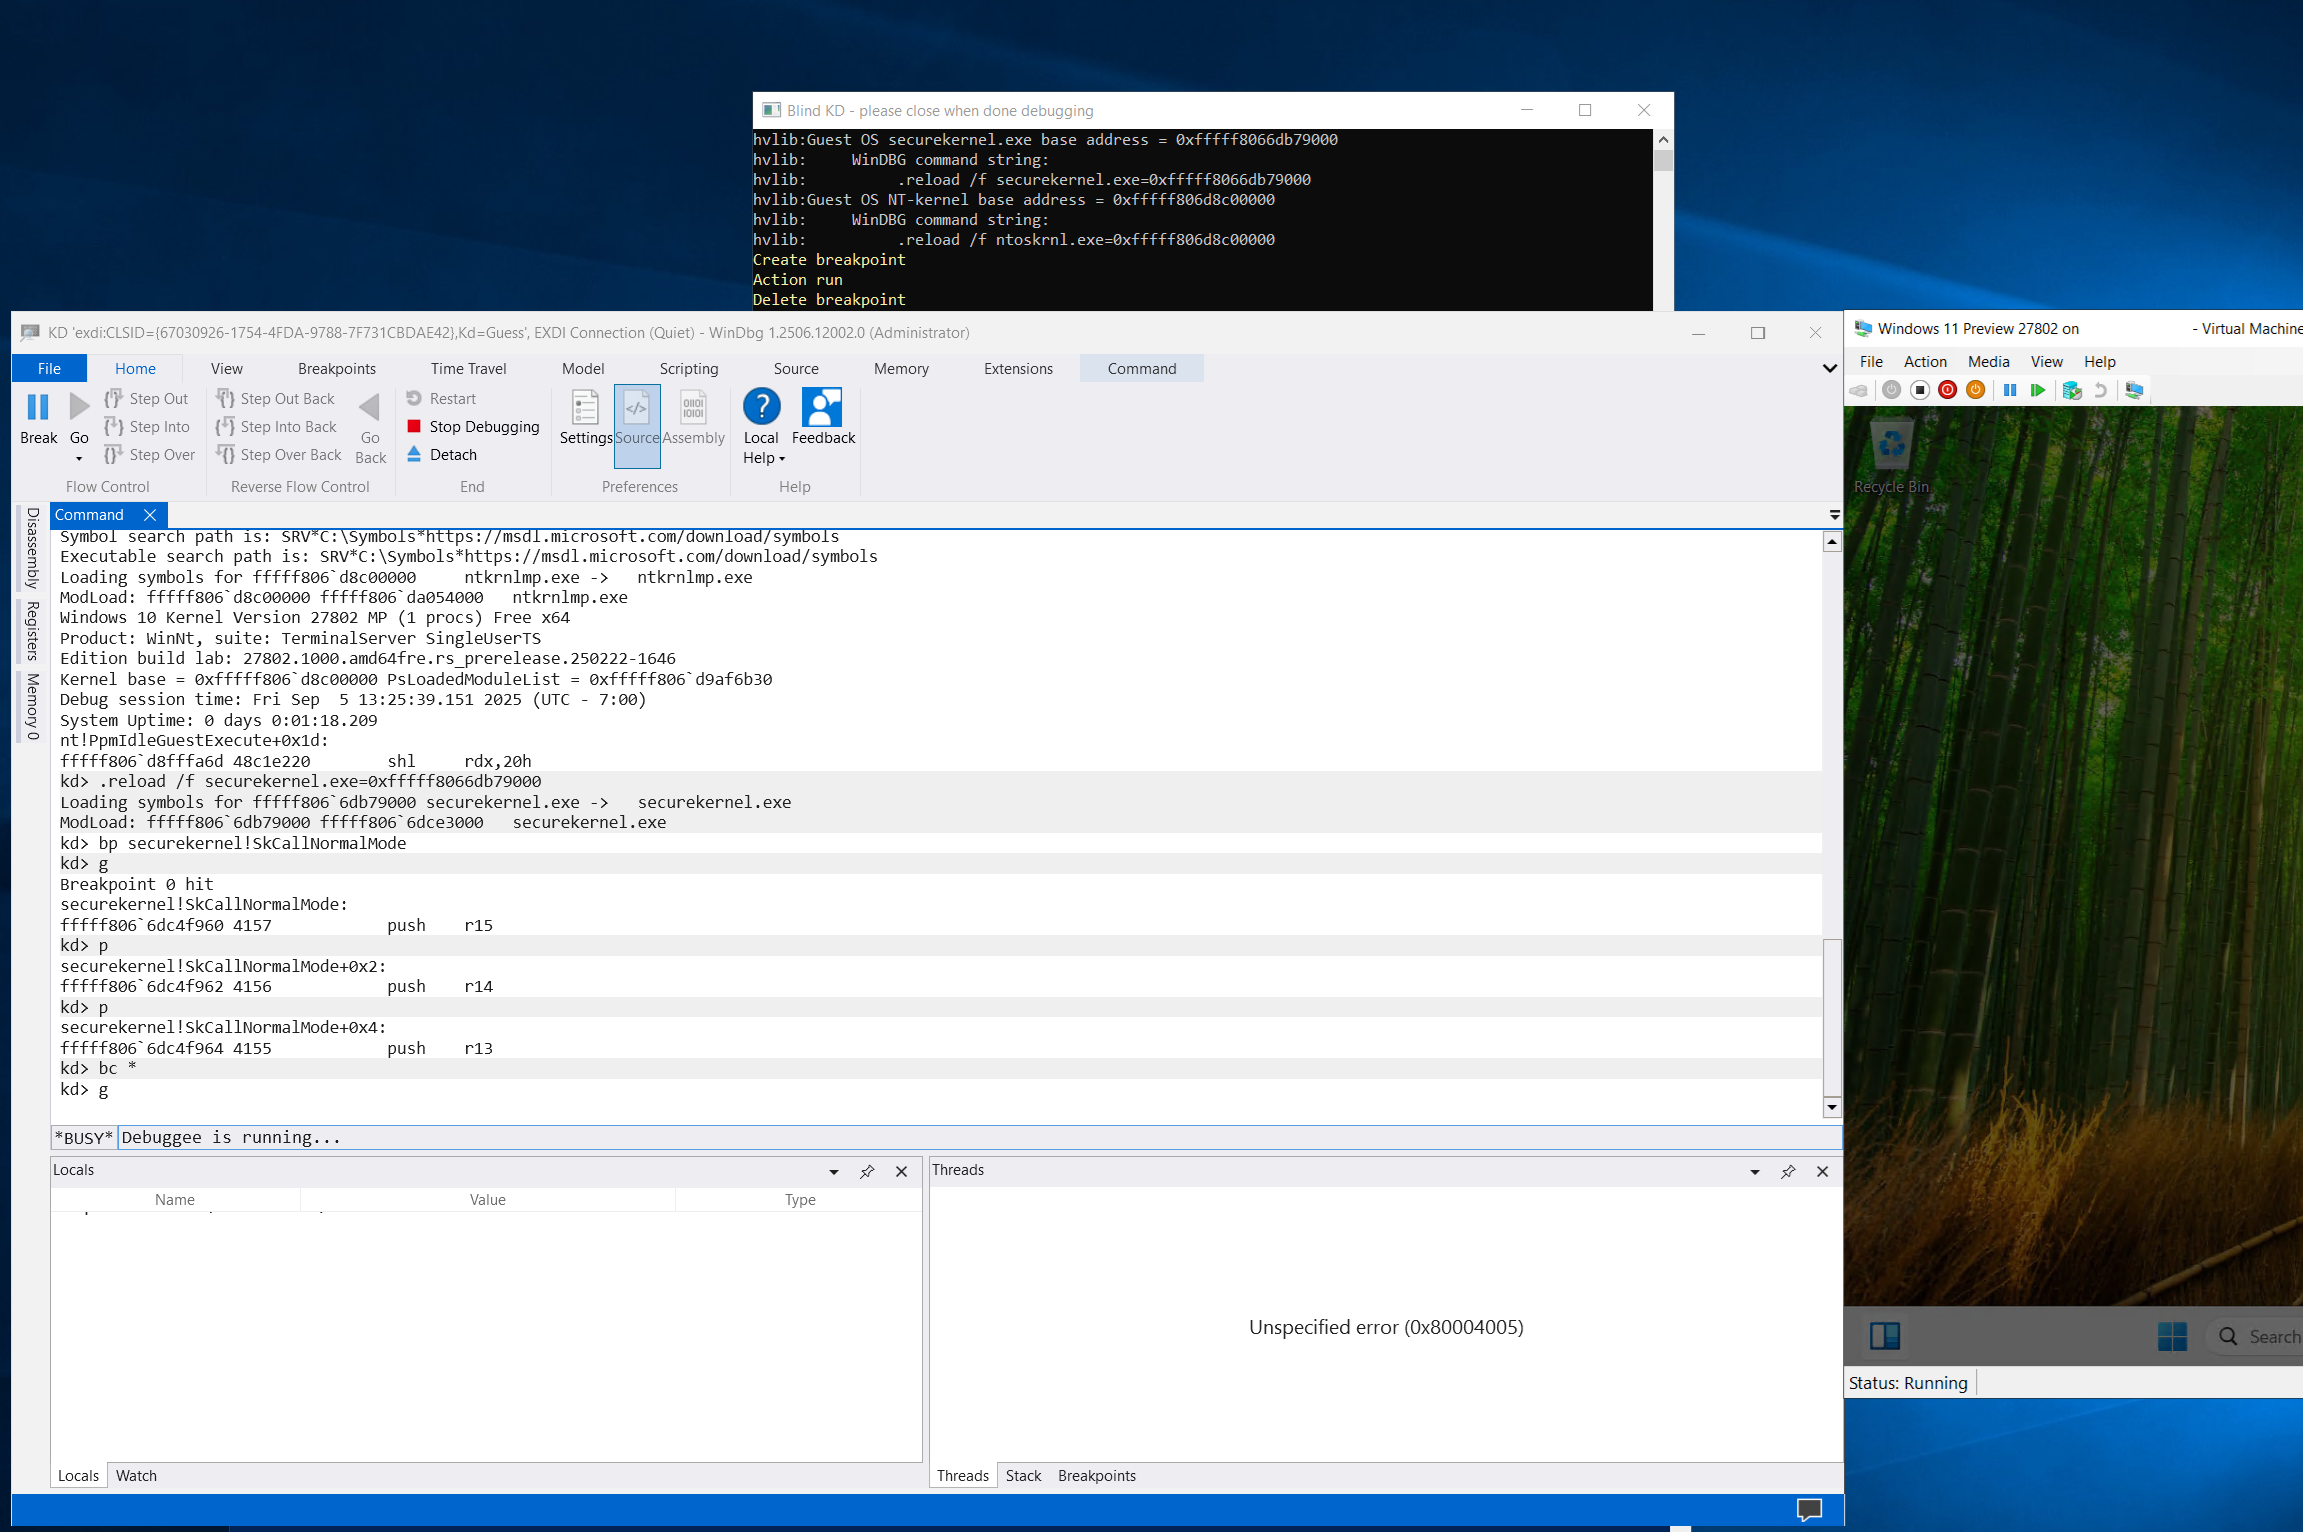 Blind KD - please close when done debugging
hvlib:Guest OS securekernel.exe base address = 0xfffff8066db79000
hvlib:     WinDBG command string:
hvlib:          .reload /f securekernel.exe=0xfffff8066db79000
hvlib:Guest OS NT-kernel base address = 0xfffff806d8c00000
hvlib:     WinDBG command string:
hvlib:          .reload /f ntoskrnl.exe=0xfffff806d8c00000
Create breakpoint
Action run
Delete breakpoint
KD 'exdi:CLSID={67030926-1754-4FDA-9788-7F731CBDAE42},Kd=Guess', EXDI Connection (Quiet) - WinDbg 1.2506.12002.0 (Administrator)
File Home View Breakpoints Time Travel Model Scripting Source Memory Extensions Command
Break
Go
Step Out
Step Into
Step Over
Flow Control
Step Out Back
Step Into Back
Step Over Back
Go Back
Reverse Flow Control
Restart
Stop Debugging
Detach
End
Settings
Source
Assembly
Preferences
Local Help
Feedback
Help
Disassembly
Registers
Memory 0
Command
Symbol search path is: SRV*C:\Symbols*https://msdl.microsoft.com/download/symbols
Executable search path is: SRV*C:\Symbols*https://msdl.microsoft.com/download/symbols
Loading symbols for fffff806`d8c00000     ntkrnlmp.exe ->   ntkrnlmp.exe
ModLoad: fffff806`d8c00000 fffff806`da054000   ntkrnlmp.exe
Windows 10 Kernel Version 27802 MP (1 procs) Free x64
Product: WinNt, suite: TerminalServer SingleUserTS
Edition build lab: 27802.1000.amd64fre.rs_prerelease.250222-1646
Kernel base = 0xfffff806`d8c00000 PsLoadedModuleList = 0xfffff806`d9af6b30
Debug session time: Fri Sep  5 13:25:39.151 2025 (UTC - 7:00)
System Uptime: 0 days 0:01:18.209
nt!PpmIdleGuestExecute+0x1d:
fffff806`d8fffa6d 48c1e220        shl     rdx,20h
kd> .reload /f securekernel.exe=0xfffff8066db79000
Loading symbols for fffff806`6db79000 securekernel.exe ->   securekernel.exe
ModLoad: fffff806`6db79000 fffff806`6dce3000   securekernel.exe
kd> bp securekernel!SkCallNormalMode
kd> g
Breakpoint 0 hit
securekernel!SkCallNormalMode:
fffff806`6dc4f960 4157            push    r15
kd> p
securekernel!SkCallNormalMode+0x2:
fffff806`6dc4f962 4156            push    r14
kd> p
securekernel!SkCallNormalMode+0x4:
fffff806`6dc4f964 4155            push    r13
kd> bc *
kd> g
*BUSY* Debuggee is running...
Locals
Name Value Type
Locals Watch
Threads
Unspecified error (0x80004005)
Threads Stack Breakpoints
Windows 11 Preview 27802 on - Virtual Machine
File Action Media View Help
Recycle Bin
Search
Status: Running